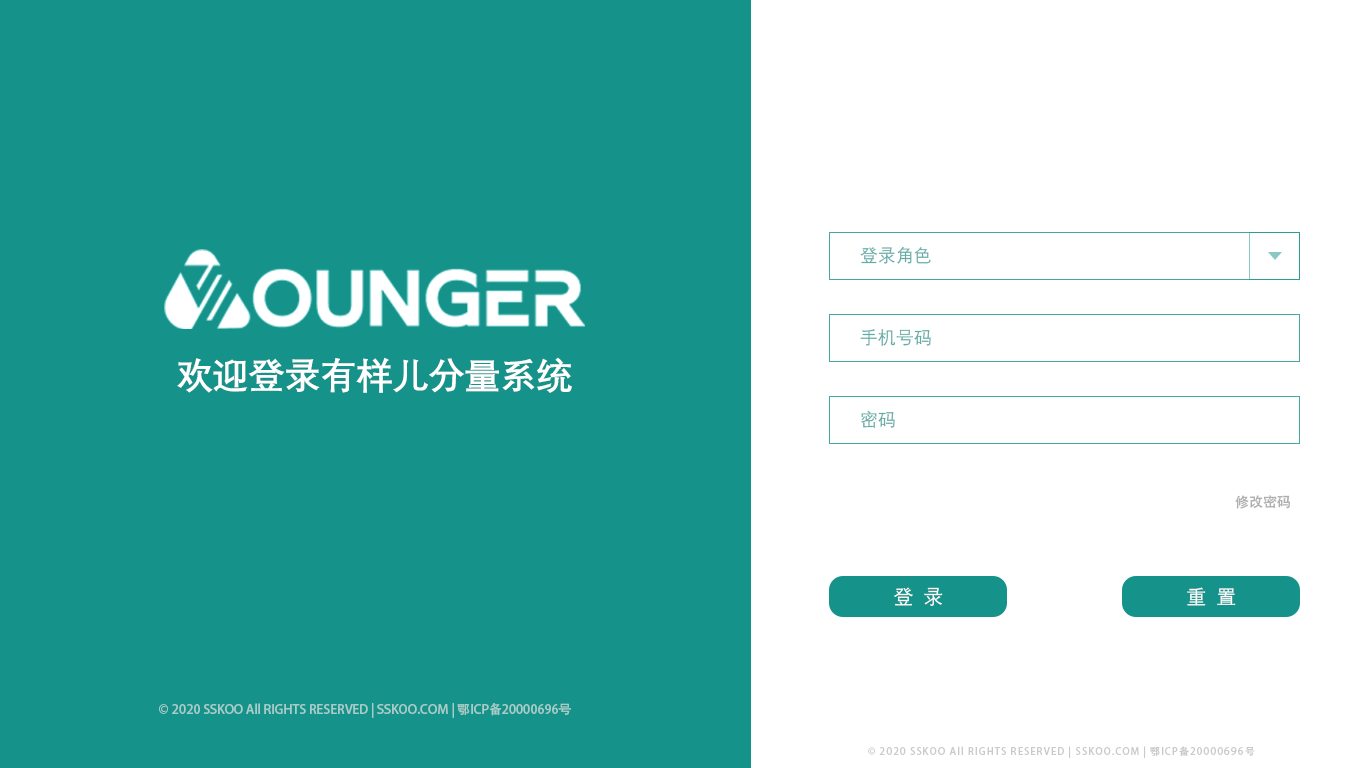 OUNGER
欢迎登录有样儿分量系统
© 2020 SSKOO All RIGHTS RESERVED | SSKOO.COM | 鄂ICP备20000696号
登录角色
手机号码
密码
修改密码
登 录
重 置
© 2020 SSKOO All RIGHTS RESERVED | SSKOO.COM | 鄂ICP备20000696号